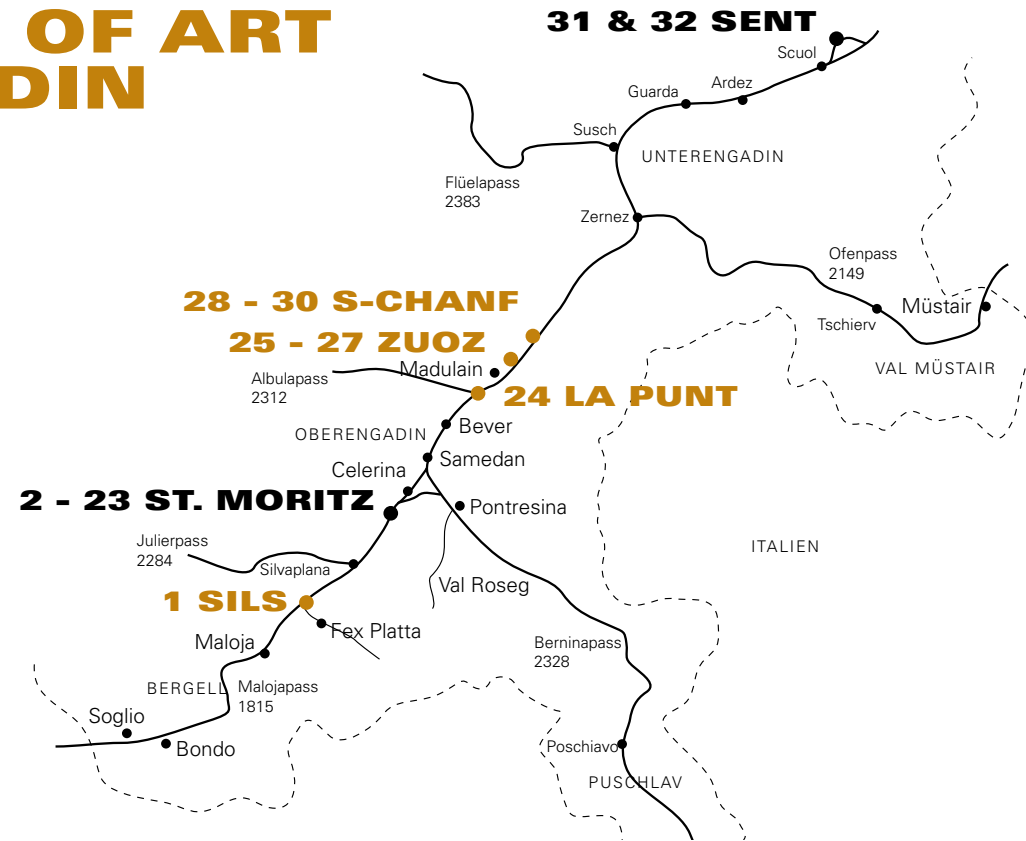 OF ART
DIN
31 & 32 SENT
Scuol
Ardez
Guarda
Susch
UNTERENGADIN
Flüelapass
2383
Zernez
Ofenpass
2149
28 - 30 S-CHANF
Müstair
Tschierv
25 - 27 ZUOZ
Madulain
VAL MÜSTAIR
Albulapass
2312
24 LA PUNT
Bever
OBERENGADIN
Samedan
Celerina
2 - 23 ST. MORITZ
Pontresina
Julierpass
2284
ITALIEN
Silvaplana
Val Roseg
1 SILS
Fex Platta
Maloja
Berninapass
2328
BERGELL
Malojapass
1815
Soglio
Bondo
Poschiavo
PUSCHLAV